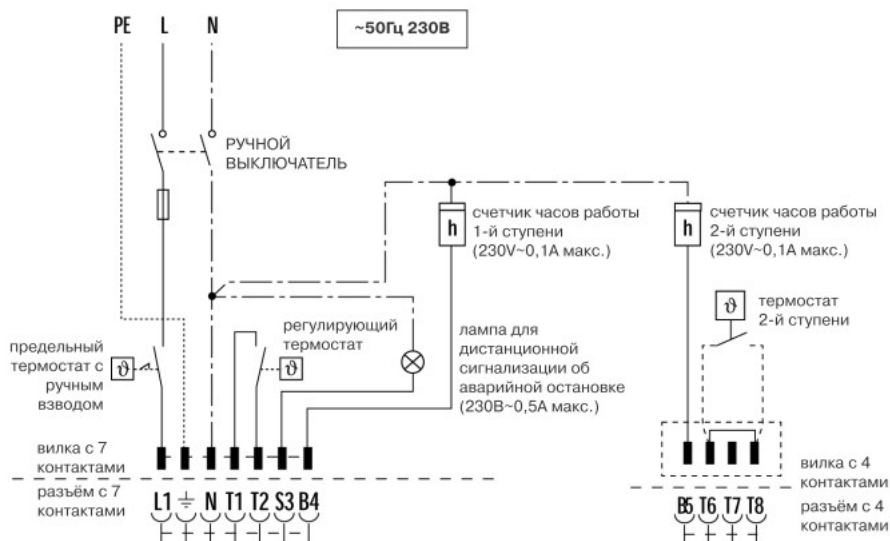 PE L N
~50Гц 230В
РУЧНОЙ
ВЫКЛЮЧАТЕЛЬ
h
счетчик часов работы
1-й ступени
(230V~0,1А макс.)
h
счетчик часов работы
2-й ступени
(230V~0,1А макс.)
ϑ
термостат
2-й ступени
предельный
термостат с
ручным
взводом
ϑ
регулирующий
термостат
ϑ
лампа для
дистанционной
сигнализации об
аварийной остановке
(230В~0,5А макс.)
вилка с 7
контактами
разъём с 7
контактами
L1 N T1 T2 S3 B4
вилка с 4
контактами
B5 T6 T7 T8
разъём с 4
контактами